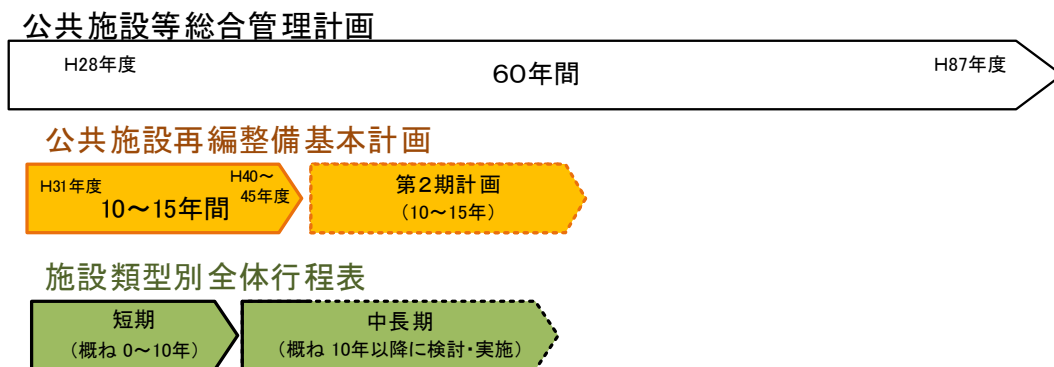 公共施設等総合管理計画
H28年度
60年間
H87年度
公共施設再編整備基本計画
H31年度
10～15年間
H40～
45年度
第2期計画
（10～15年）
施設類型別全体行程表
短期
（概ね 0～10年）
中長期
（概ね 10年以降に検討・実施）